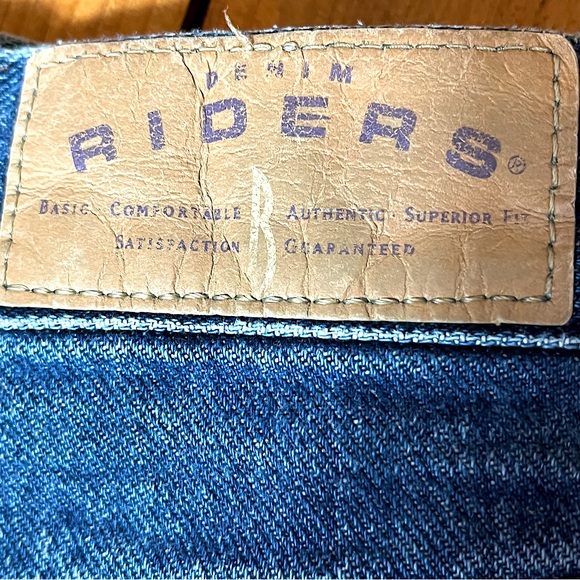 DENIM
RIDERS®
BASIC · COMFORTABLE R AUTHENTIC · SUPERIOR FIT
SATISFACTION GUARANTEED